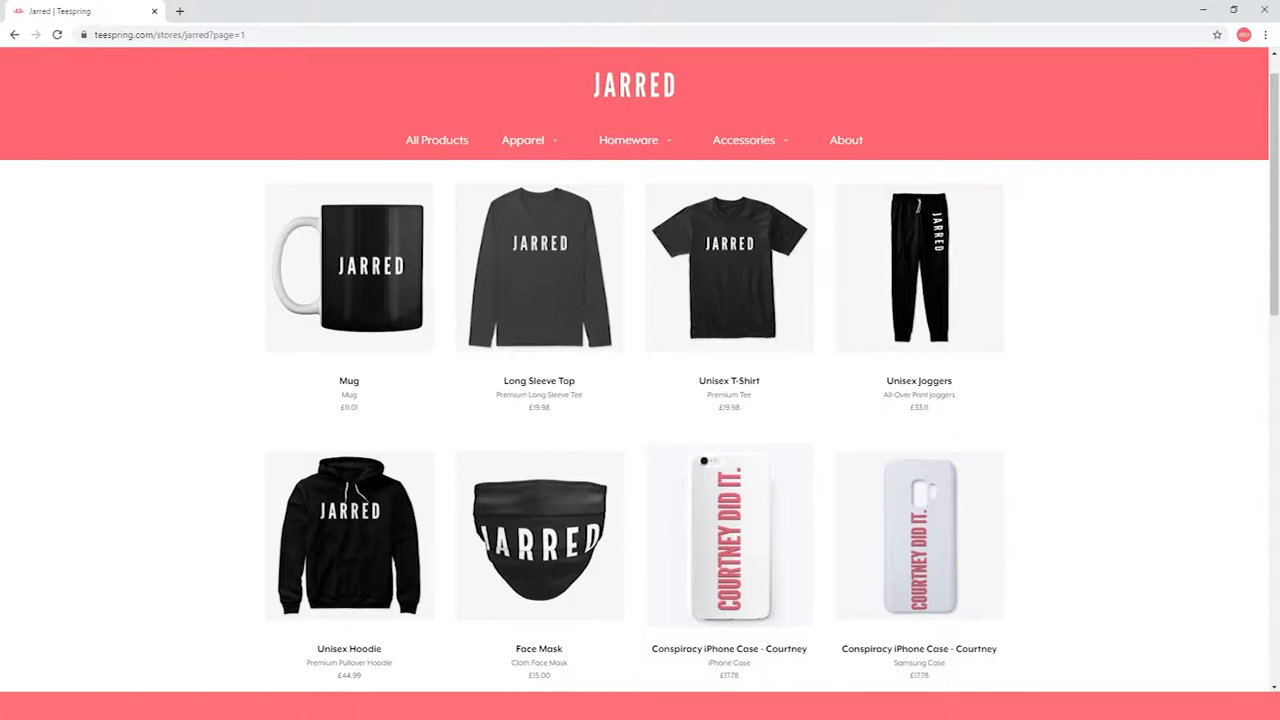 Jarred | Teespring
teespring.com/stores/jarred?page=1
JARRED
All Products Apparel Homeware Accessories About
JARRED
JARRED
JARRED
JARRED
Mug
Mug
£11.01
Long Sleeve Top
Premium Long Sleeve Tee
£19.98
Unisex T-Shirt
Premium Tee
£19.98
Unisex Joggers
All-Over Print Joggers
£33.11
JARRED
JARRED
COURTNEY DID IT.
COURTNEY DID IT.
Unisex Hoodie
Premium Pullover Hoodie
£44.99
Face Mask
Cloth Face Mask
£15.00
Conspiracy iPhone Case - Courtney
iPhone Case
£17.78
Conspiracy iPhone Case - Courtney
Samsung Case
£17.78